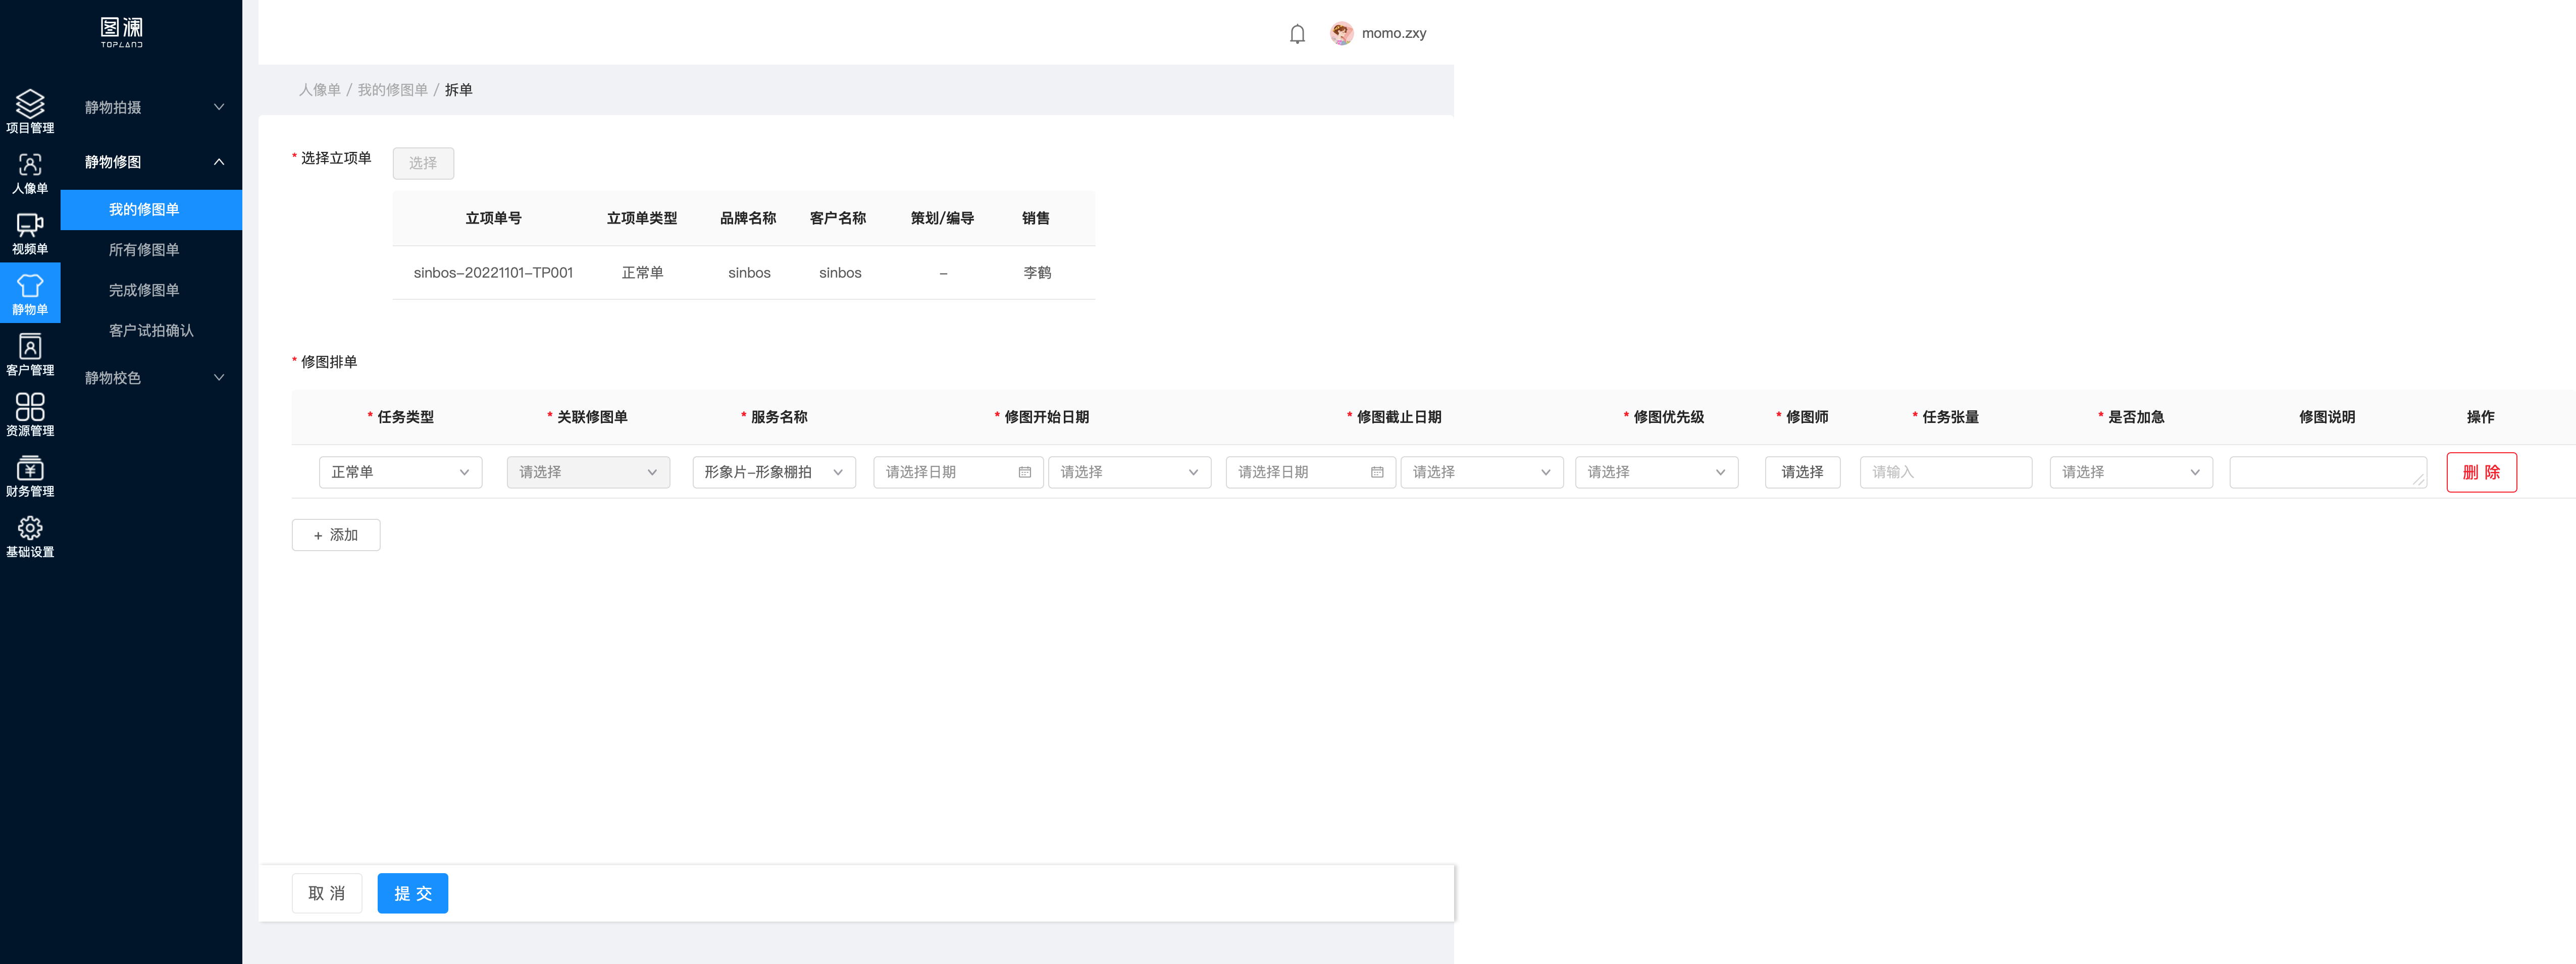 图澜
TOPLAND
momo.zxy
项目管理
人像单
视频单
静物单
客户管理
资源管理
财务管理
基础设置
静物拍摄
静物修图
我的修图单
所有修图单
完成修图单
客户试拍确认
静物校色
人像单 / 我的修图单 / 拆单
* 选择立项单 选择
立项单号 立项单类型 品牌名称 客户名称 策划/编导 销售
sinbos-20221101-TP001 正常单 sinbos sinbos - 李鹤
* 修图排单
* 任务类型 * 关联修图单 * 服务名称 * 修图开始日期 * 修图截止日期 * 修图优先级 * 修图师 * 任务张量 * 是否加急 修图说明 操作
正常单 请选择 形象片-形象棚拍 请选择日期 请选择 请选择日期 请选择 请选择 请选择 请输入 请选择 删 除
+ 添加
取 消 提 交